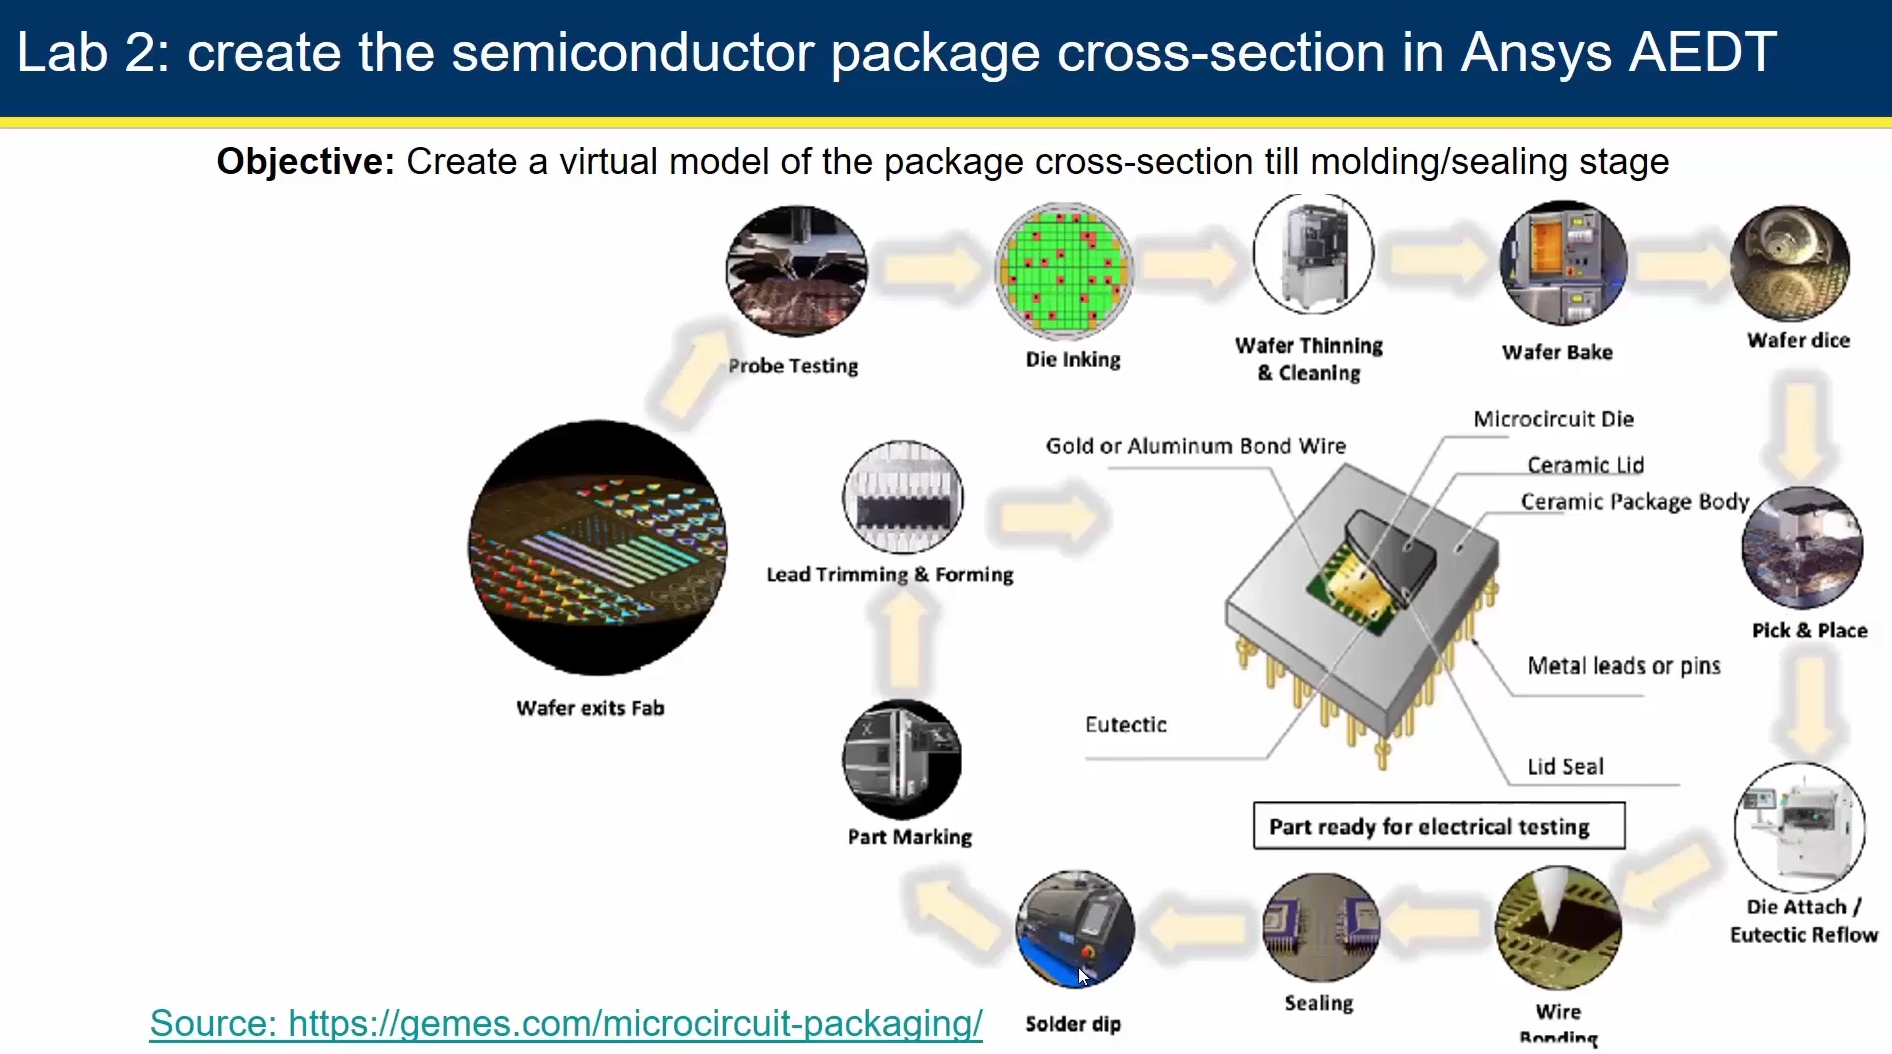 Lab 2: create the semiconductor package cross-section in Ansys AEDT
Objective: Create a virtual model of the package cross-section till molding/sealing stage
Probe Testing
Die Inking
Wafer Thinning
& Cleaning
Wafer Bake
Wafer dice
Microcircuit Die
Gold or Aluminum Bond Wire
Ceramic Lid
Ceramic Package Body
Lead Trimming & Forming
Pick & Place
Metal leads or pins
Wafer exits Fab
Eutectic
Lid Seal
Part ready for electrical testing
Part Marking
Die Attach /
Eutectic Reflow
Sealing
Wire
Bonding
Solder dip
Source: https://gemes.com/microcircuit-packaging/